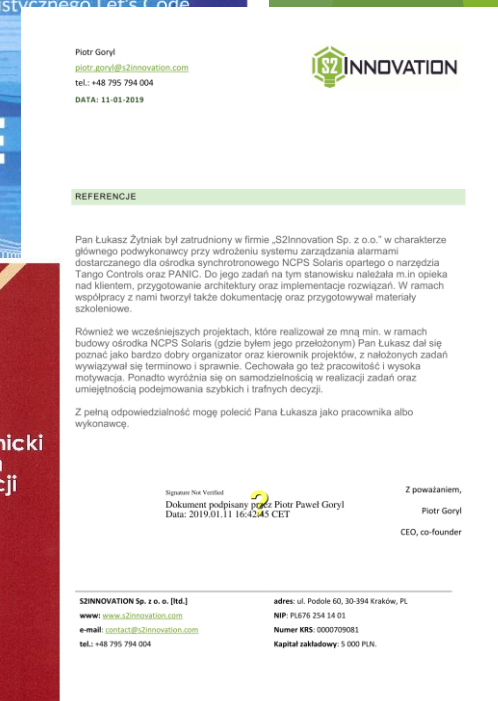 Let's Code
Piotr Goryl
piotr.goryl@s2innovation.com
tel.: +48 795 794 004
DATA: 11-01-2019
S2 INNOVATION
REFERENCJE
Pan Łukasz Żytniak był zatrudniony w firmie „S2Innovation Sp. z o.o.” w charakterze
głównego podwykonawcy przy wdrożeniu systemu zarządzania alarmami
dostarczanego dla ośrodka synchrotronowego NCPS Solaris opartego o narzędzia
Tango Controls oraz PANIC. Do jego zadań na tym stanowisku należała m.in opieka
nad klientem, przygotowanie architektury oraz implementacje rozwiązań. W ramach
współpracy z nami tworzył także dokumentację oraz przygotowywał materiały
szkoleniowe.
Również we wcześniejszych projektach, które realizował ze mną min. w ramach
budowy ośrodka NCPS Solaris (gdzie byłem jego przełożonym) Pan Łukasz dał się
poznać jako bardzo dobry organizator oraz kierownik projektów, z nałożonych zadań
wywiązywał się terminowo i sprawnie. Cechowała go też pracowitość i wysoka
motywacja. Ponadto wyróżnia się on samodzielnością w realizacji zadań oraz
umiejętnością podejmowania szybkich i trafnych decyzji.
Z pełną odpowiedzialność mogę polecić Pana Łukasza jako pracownika albo
wykonawcę.
Signature Not Verified
Dokument podpisany przez Piotr Paweł Goryl
Data: 2019.01.11 16:42:45 CET
Z poważaniem,
Piotr Goryl
CEO, co-founder
S2INNOVATION Sp. z o. o. [ltd.]
www: www.s2innovation.com
e-mail: contact@s2innovation.com
tel.: +48 795 794 004
adres: ul. Podole 60, 30-394 Kraków, PL
NIP: PL676 254 14 01
Numer KRS: 0000709081
Kapitał zakładowy: 5 000 PLN.